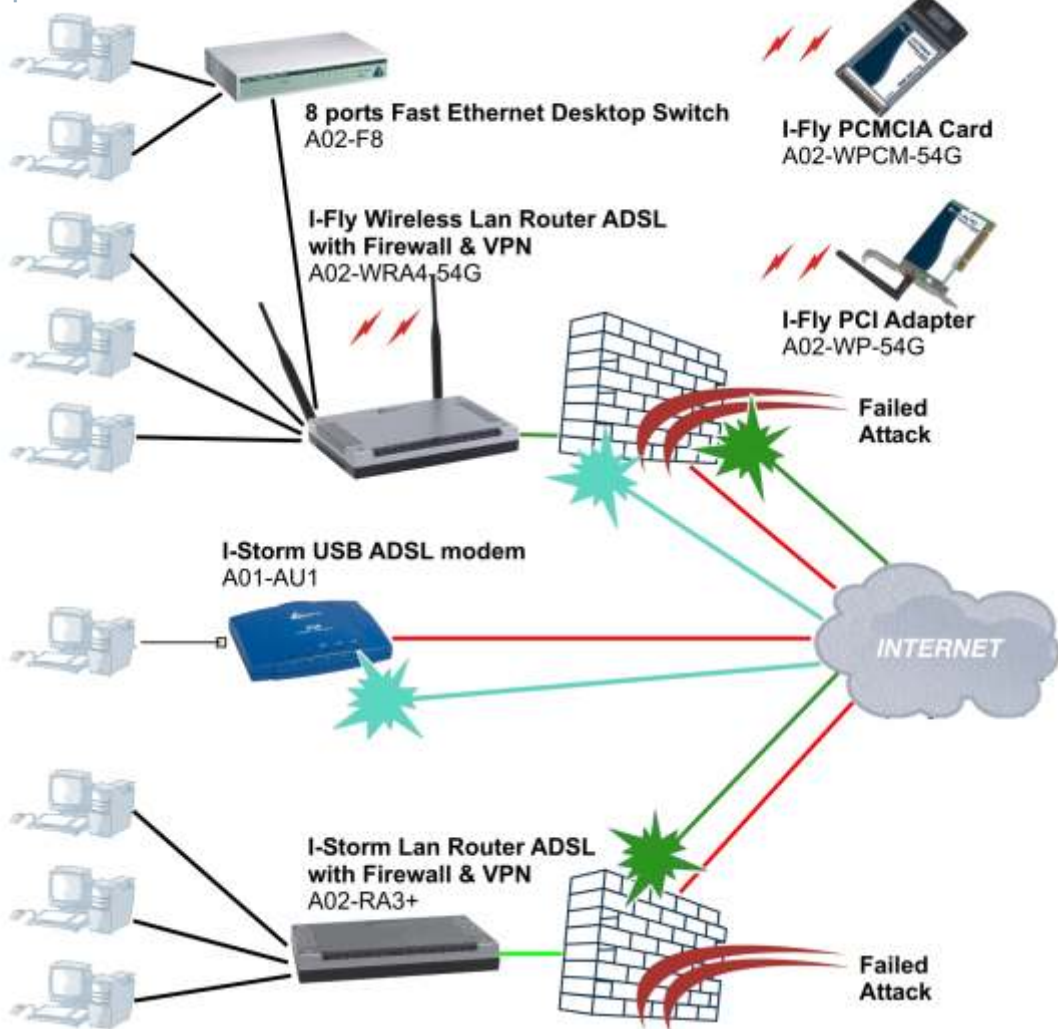 8 ports Fast Ethernet Desktop Switch
A02-F8
I-Fly PCMCIA Card
A02-WPCM-54G
I-Fly Wireless Lan Router ADSL
with Firewall & VPN
A02-WRA4-54G
I-Fly PCI Adapter
A02-WP-54G
Failed
Attack
I-Storm USB ADSL modem
A01-AU1
INTERNET
I-Storm Lan Router ADSL
with Firewall & VPN
A02-RA3+
Failed
Attack